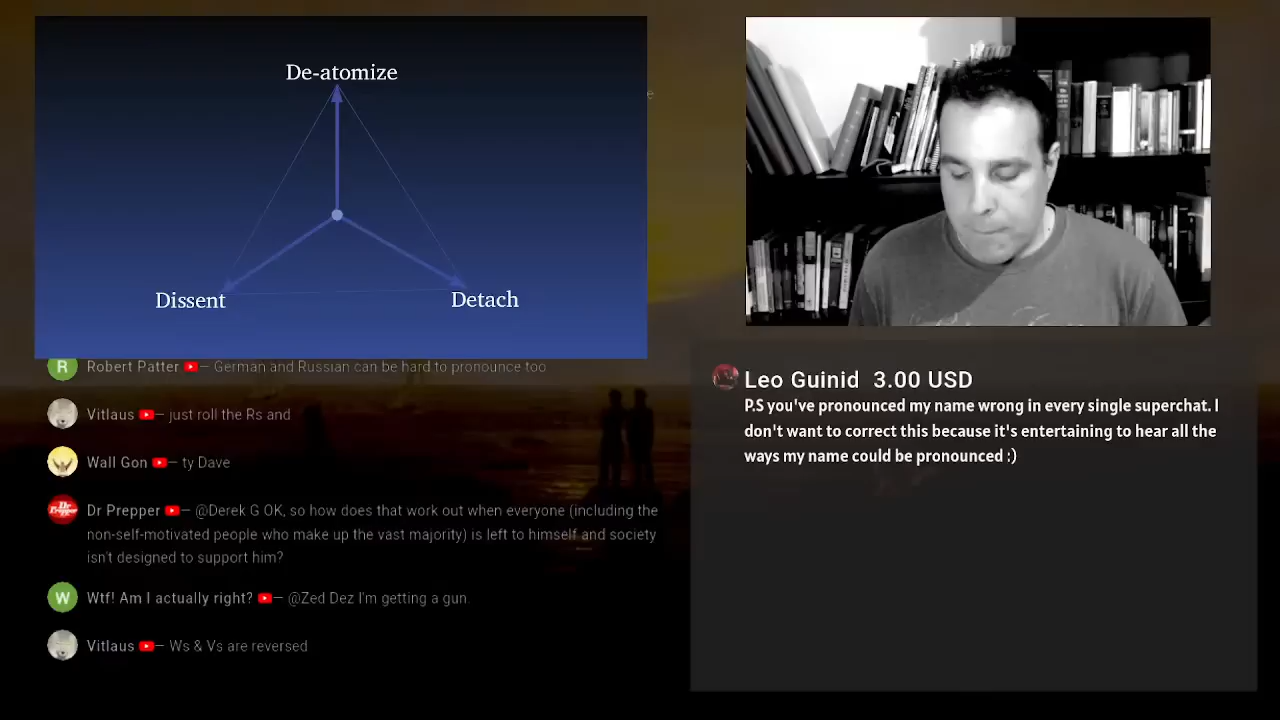 De-atomize
Dissent
Detach
e
R Robert Patter — German and Russian can be hard to pronounce too
Vitlaus — just roll the Rs and
Wall Gon — ty Dave
Dr Prepper — @Derek G OK, so how does that work out when everyone (including the
non-self-motivated people who make up the vast majority) is left to himself and society
isn't designed to support him?
W Wtf! Am I actually right? — @Zed Dez I'm getting a gun.
Vitlaus — Ws & Vs are reversed
Leo Guinid 3.00 USD
P.S you've pronounced my name wrong in every single superchat. I
don't want to correct this because it's entertaining to hear all the
ways my name could be pronounced :)